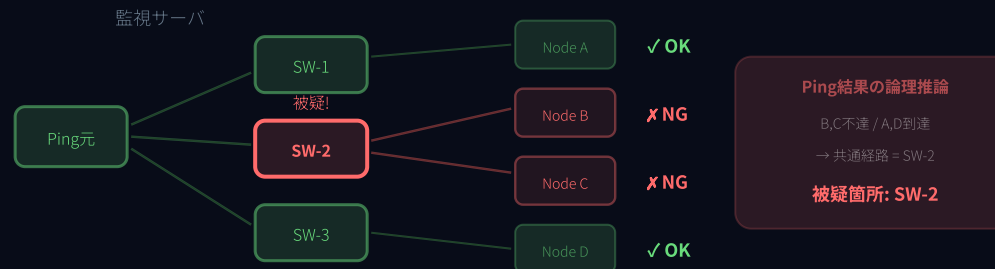 監視サーバ
Ping元
SW-1
被疑!
SW-2
SW-3
Node A
✓ OK
Node B
✗ NG
Node C
✗ NG
Node D
✓ OK
Ping結果の論理推論
B,C不達 / A,D到達
→ 共通経路 = SW-2
被疑箇所: SW-2